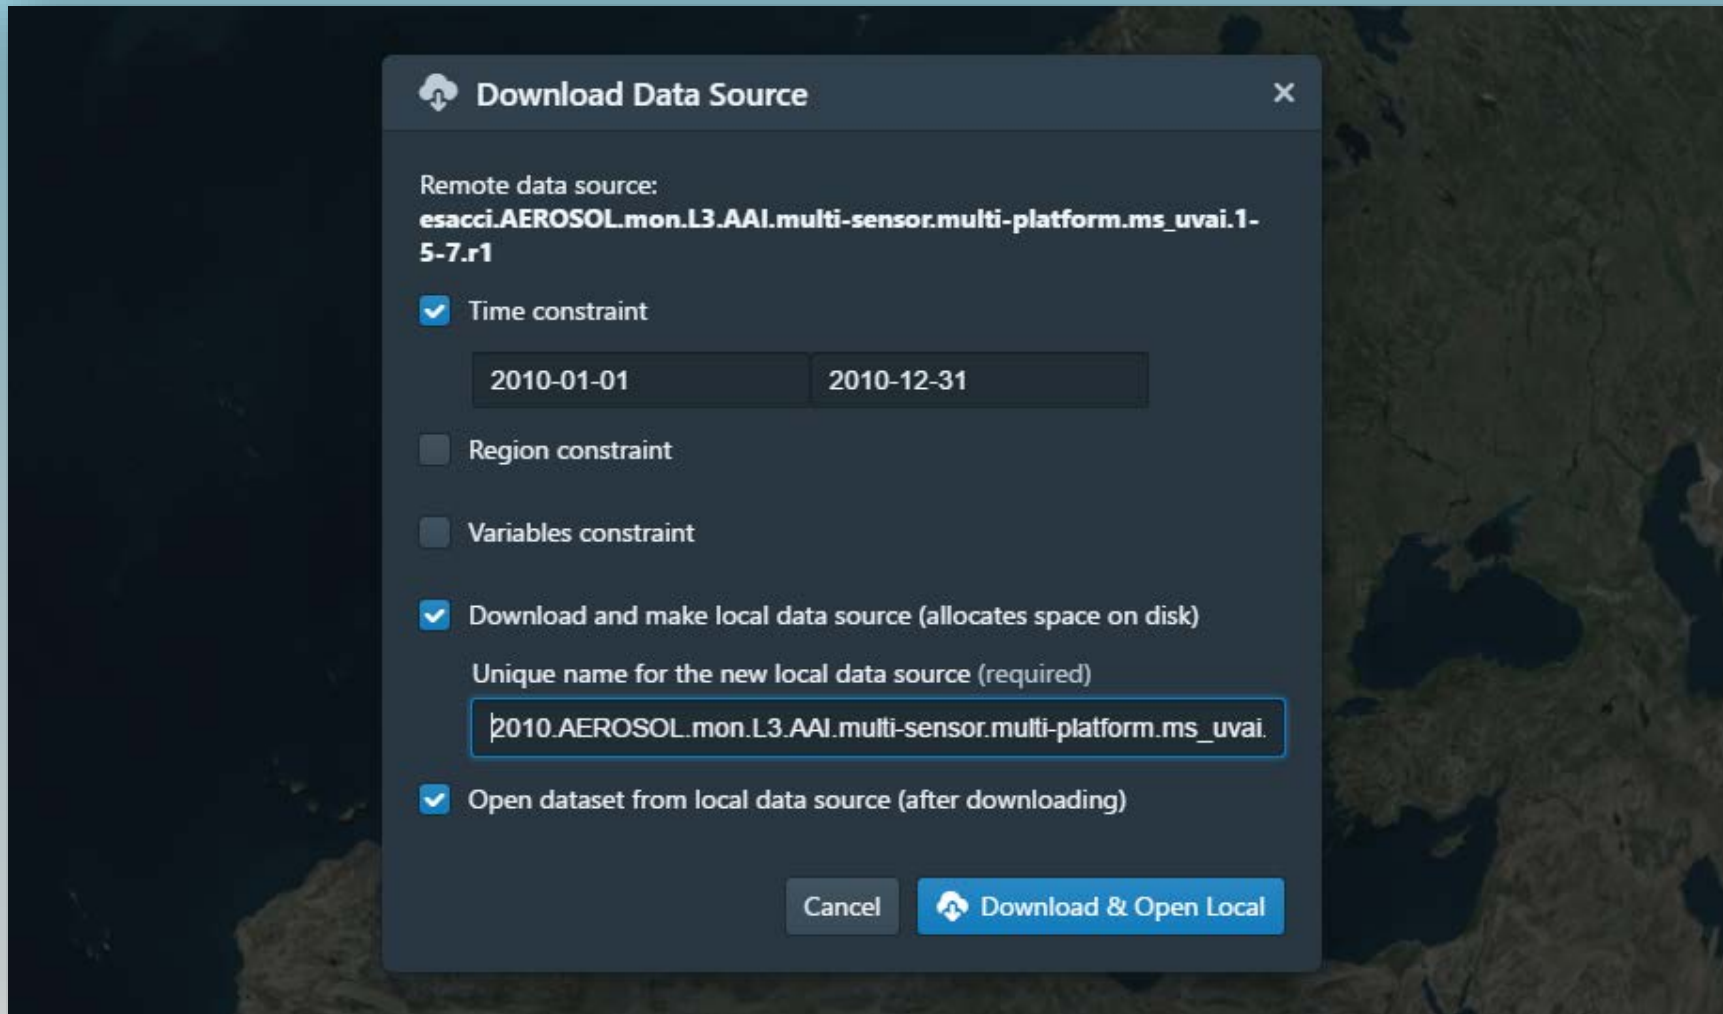 Download Data Source
Remote data source:
esacci.AEROSOL.mon.L3.AAI.multi-sensor.multi-platform.ms_uvai.1-
5-7.r1
Time constraint
2010-01-01 2010-12-31
Region constraint
Variables constraint
Download and make local data source (allocates space on disk)
Unique name for the new local data source (required)
2010.AEROSOL.mon.L3.AAI.multi-sensor.multi-platform.ms_uvai.
Open dataset from local data source (after downloading)
Cancel Download & Open Local